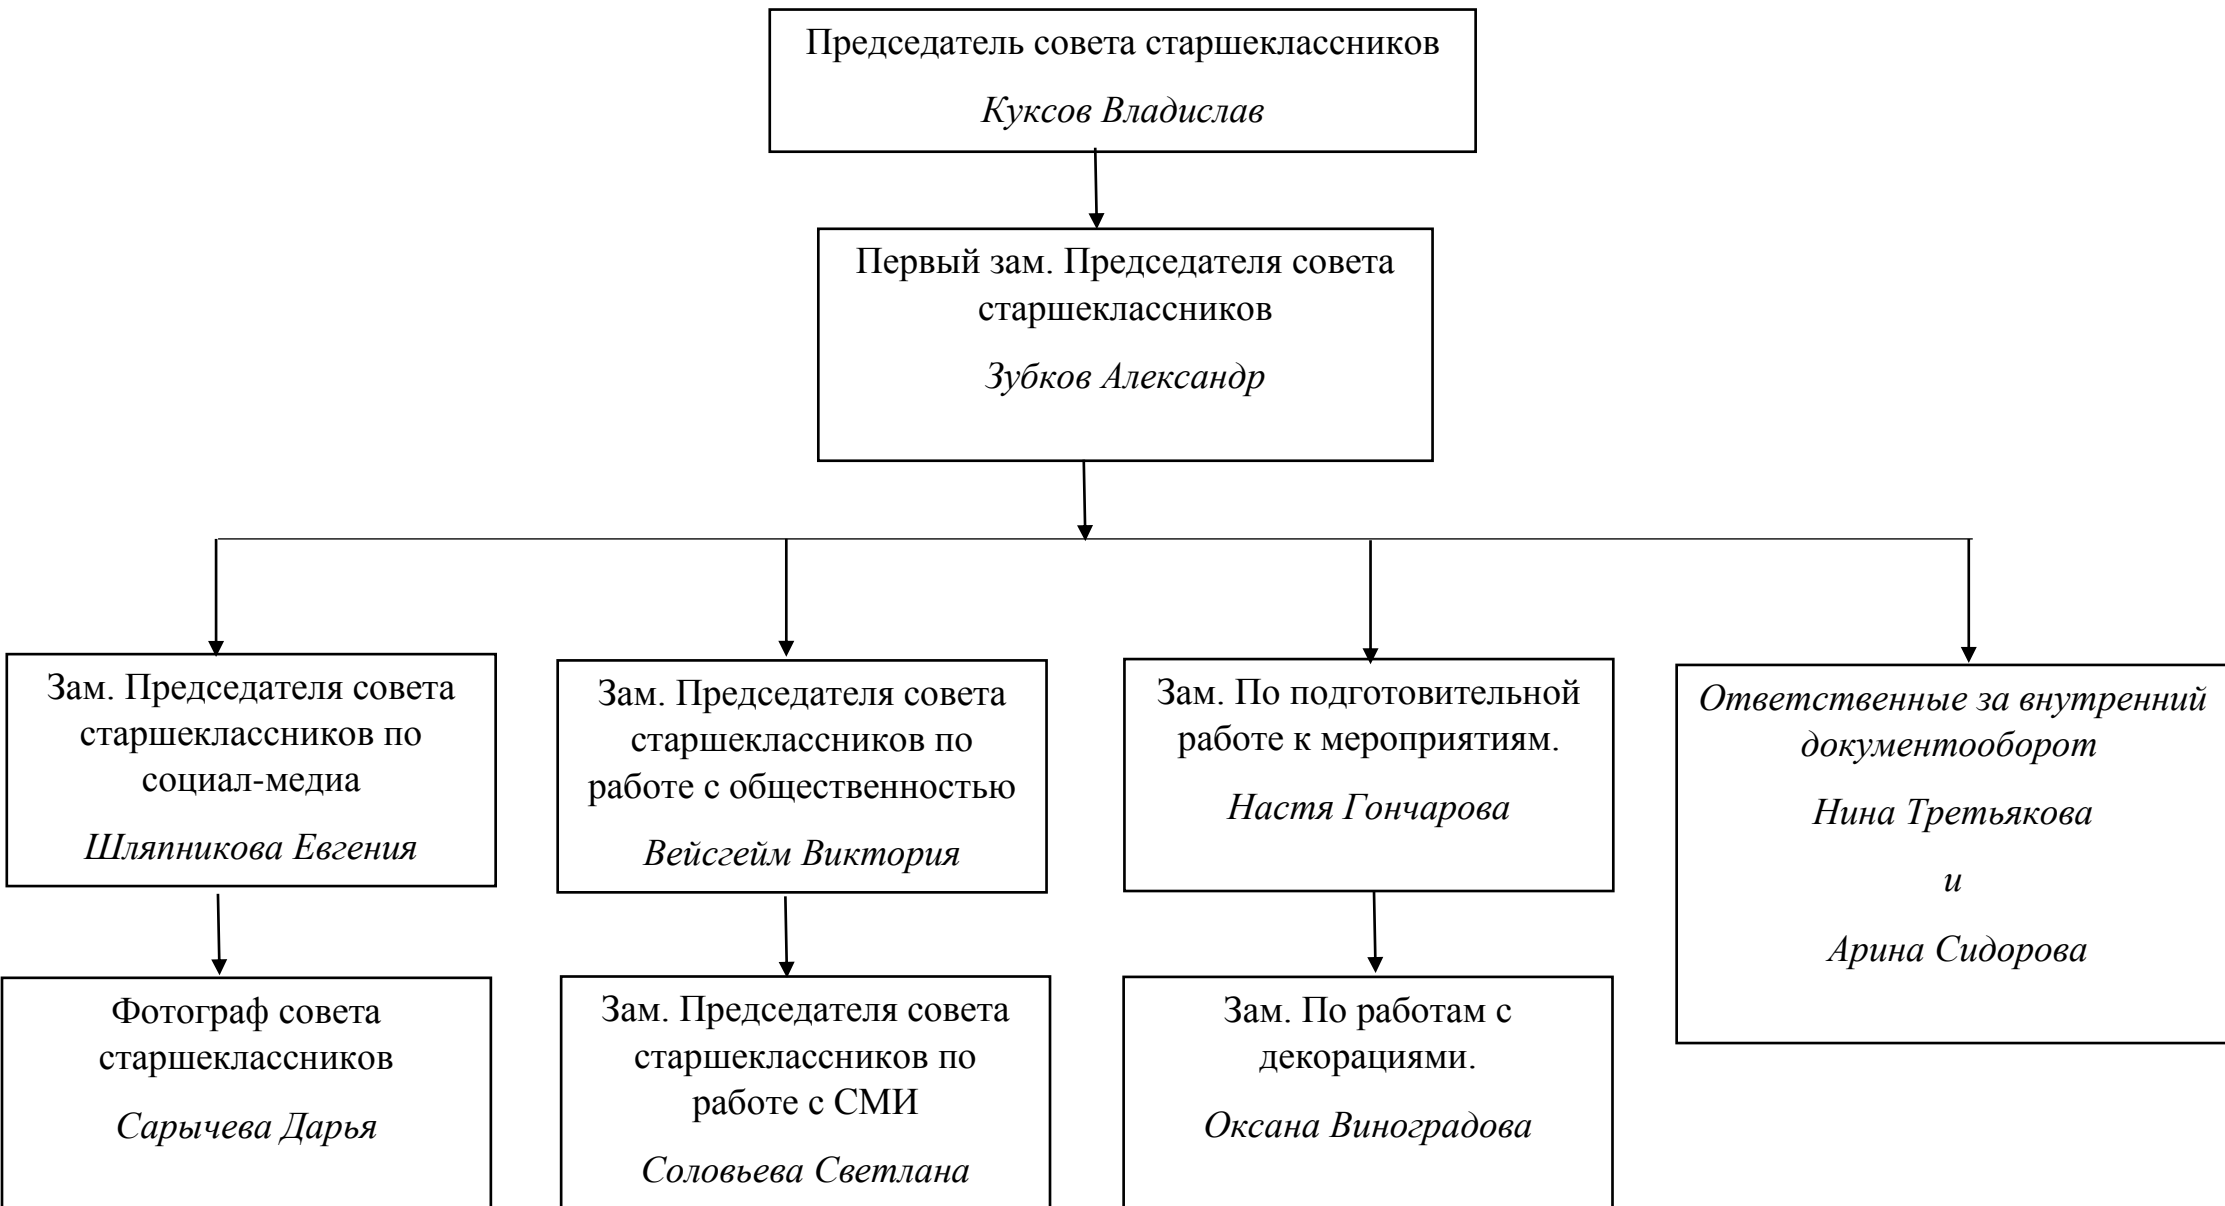 Председатель совета старшеклассников
Куксов Владислав
Первый зам. Председателя совета
старшеклассников
Зубков Александр
Зам. Председателя совета
старшеклассников по
социал-медиа
Шляпникова Евгения
Зам. Председателя совета
старшеклассников по
работе с общественностью
Вейсгейм Виктория
Зам. По подготовительной
работе к мероприятиям.
Настя Гончарова
Ответственные за внутренний
документооборот
Нина Третьякова
и
Арина Сидорова
Фотограф совета
старшеклассников
Сарычева Дарья
Зам. Председателя совета
старшеклассников по
работе с СМИ
Соловьева Светлана
Зам. По работам с
декорациями.
Оксана Виноградова